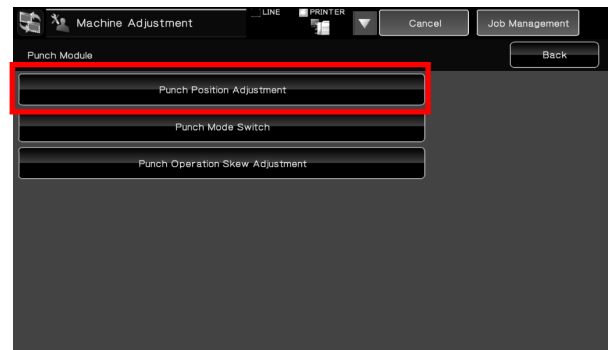 LINE PRINTER
Machine Adjustment Cancel Job Management
Punch Module Back
Punch Position Adjustment
Punch Mode Switch
Punch Operation Skew Adjustment